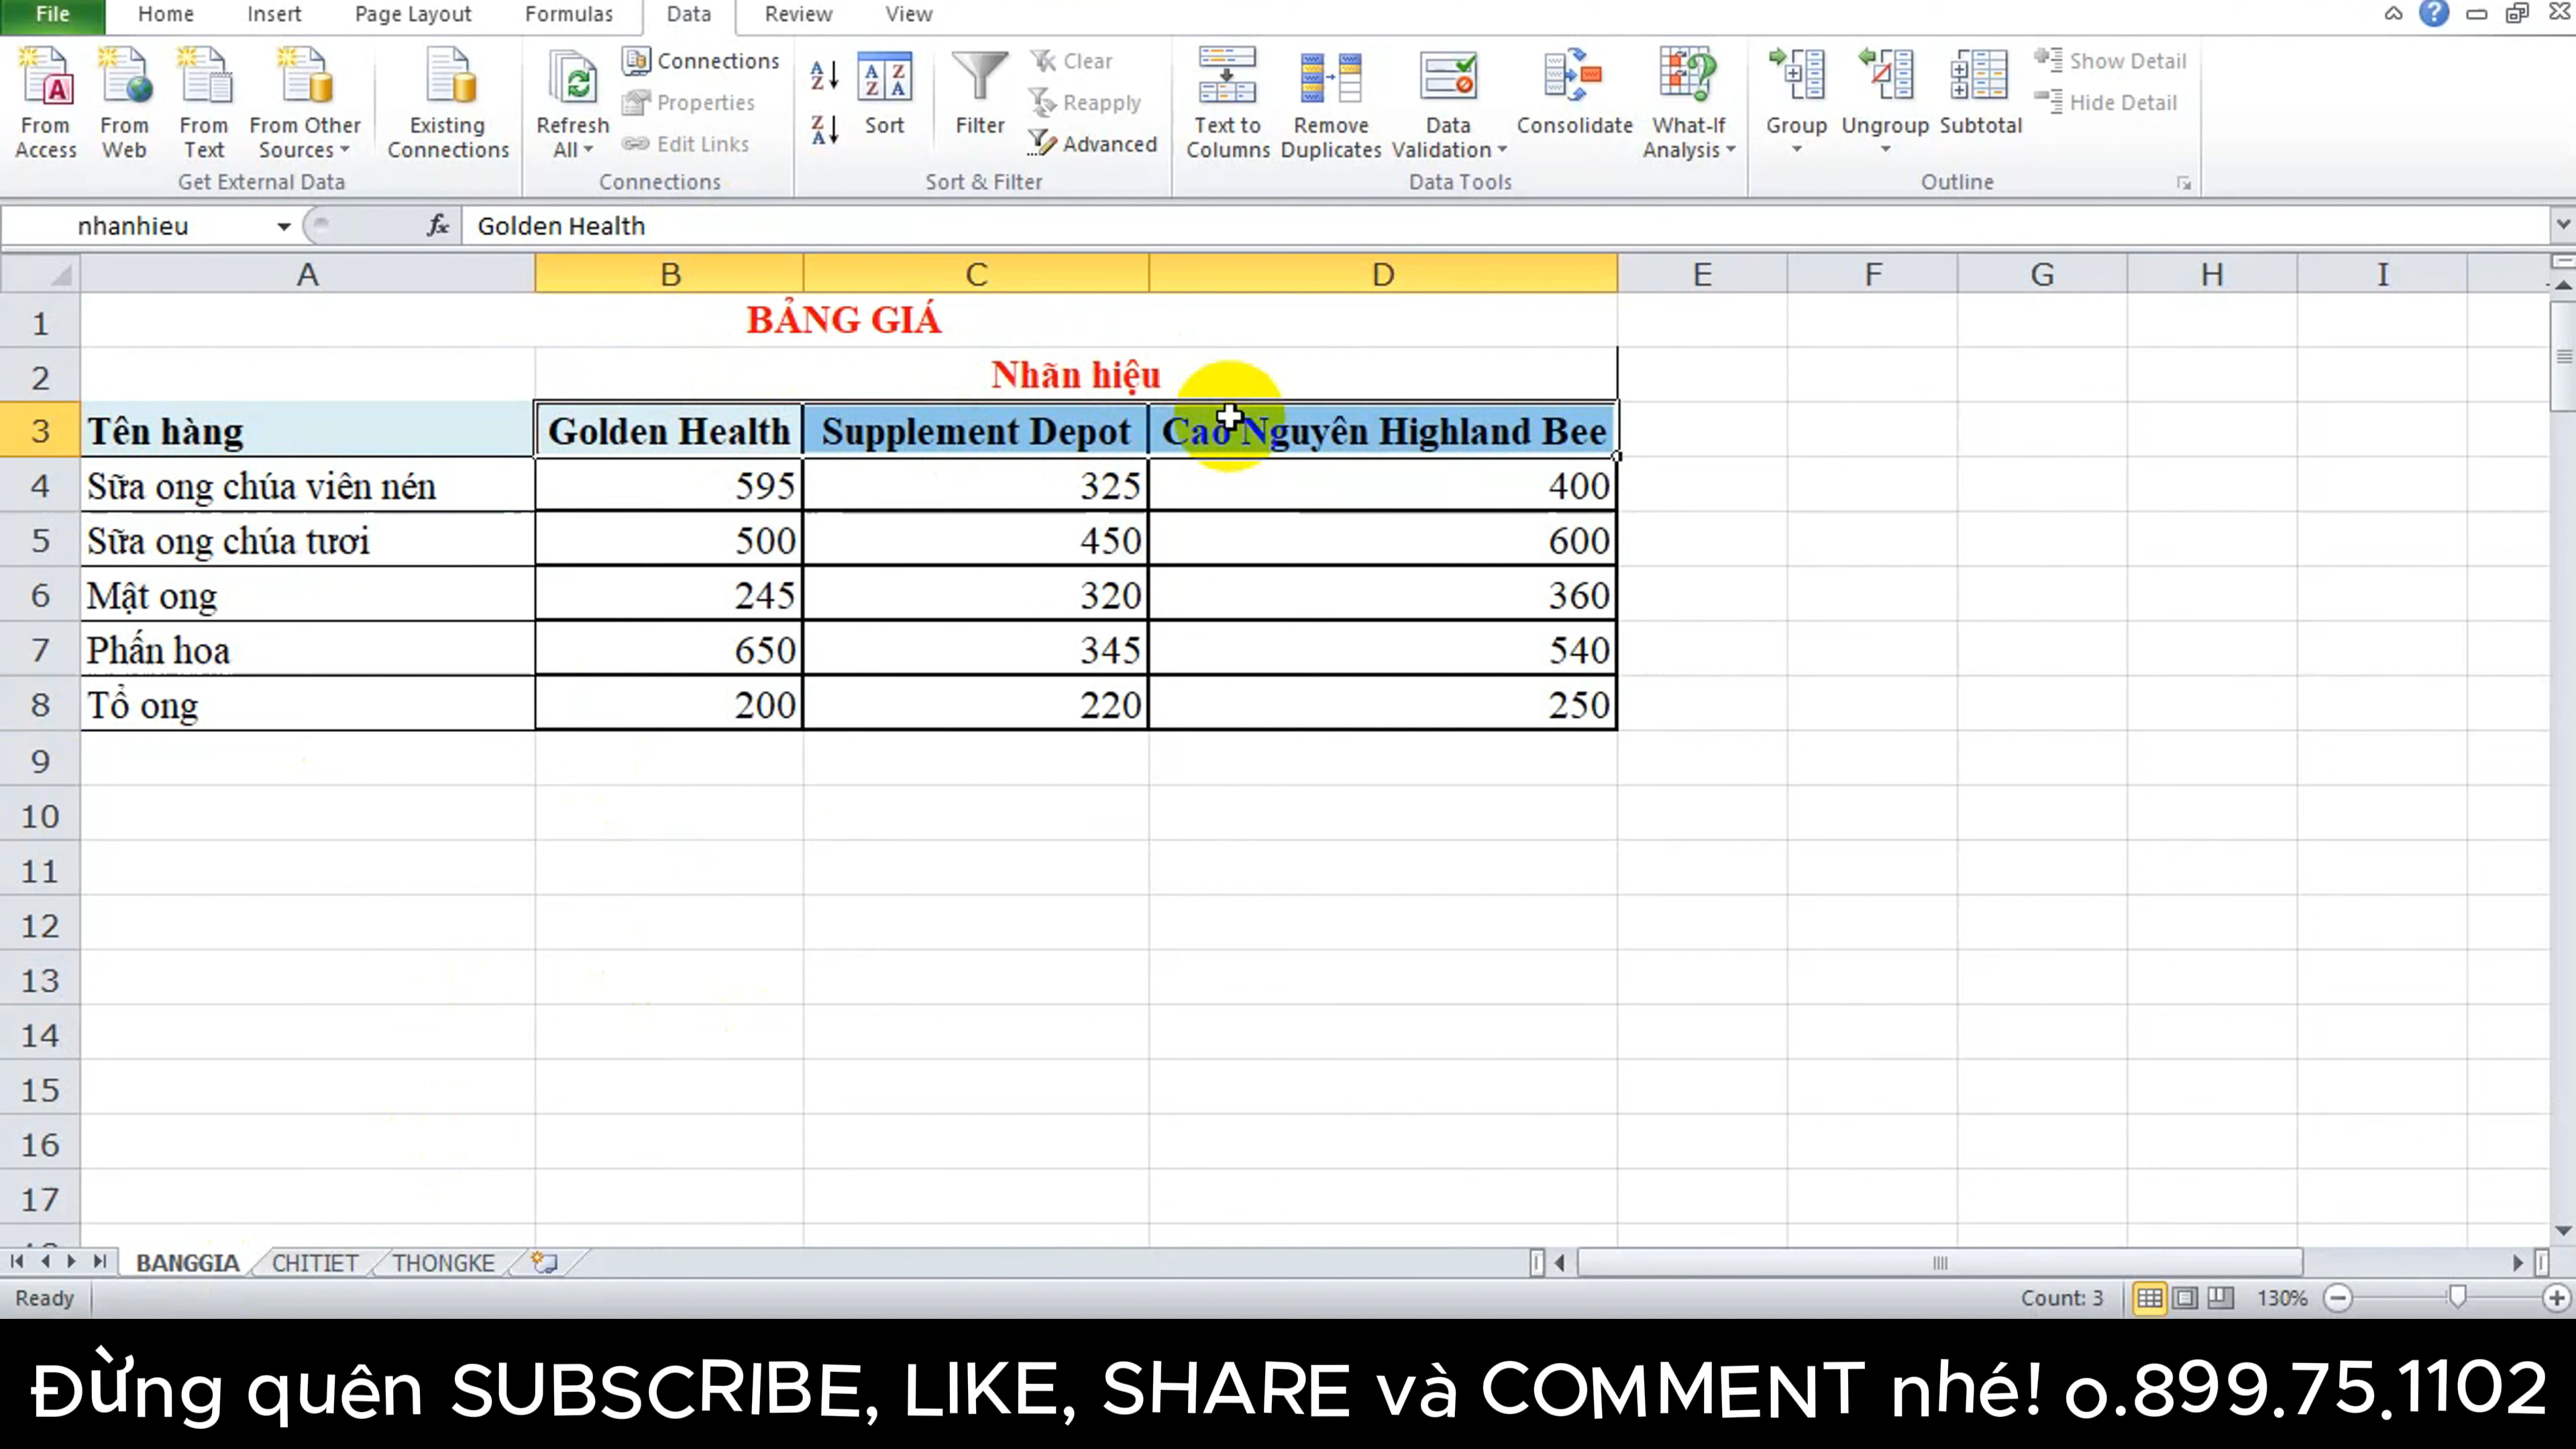 File Home Insert Page Layout Formulas Data Review View
From Access From Web From Text From Other Sources Existing Connections
Get External Data
Refresh All Connections Properties Edit Links
Connections
Sort Filter Clear Reapply Advanced
Sort & Filter
Text to Columns Remove Duplicates Data Validation Consolidate What-If Analysis
Data Tools
Group Ungroup Subtotal Show Detail Hide Detail
Outline
nhanhieu fx Golden Health
A B C D E F G H I
1 BẢNG GIÁ
2 Nhãn hiệu
3 Tên hàng Golden Health Supplement Depot Cao Nguyên Highland Bee
4 Sữa ong chúa viên nén 595 325 400
5 Sữa ong chúa tươi 500 450 600
6 Mật ong 245 320 360
7 Phấn hoa 650 345 540
8 Tổ ong 200 220 250
9
10
11
12
13
14
15
16
17
BANGGIA CHITIET THONGKE
Ready Count: 3 130%
Đừng quên SUBSCRIBE, LIKE, SHARE và COMMENT nhé! 0.899.75.1102